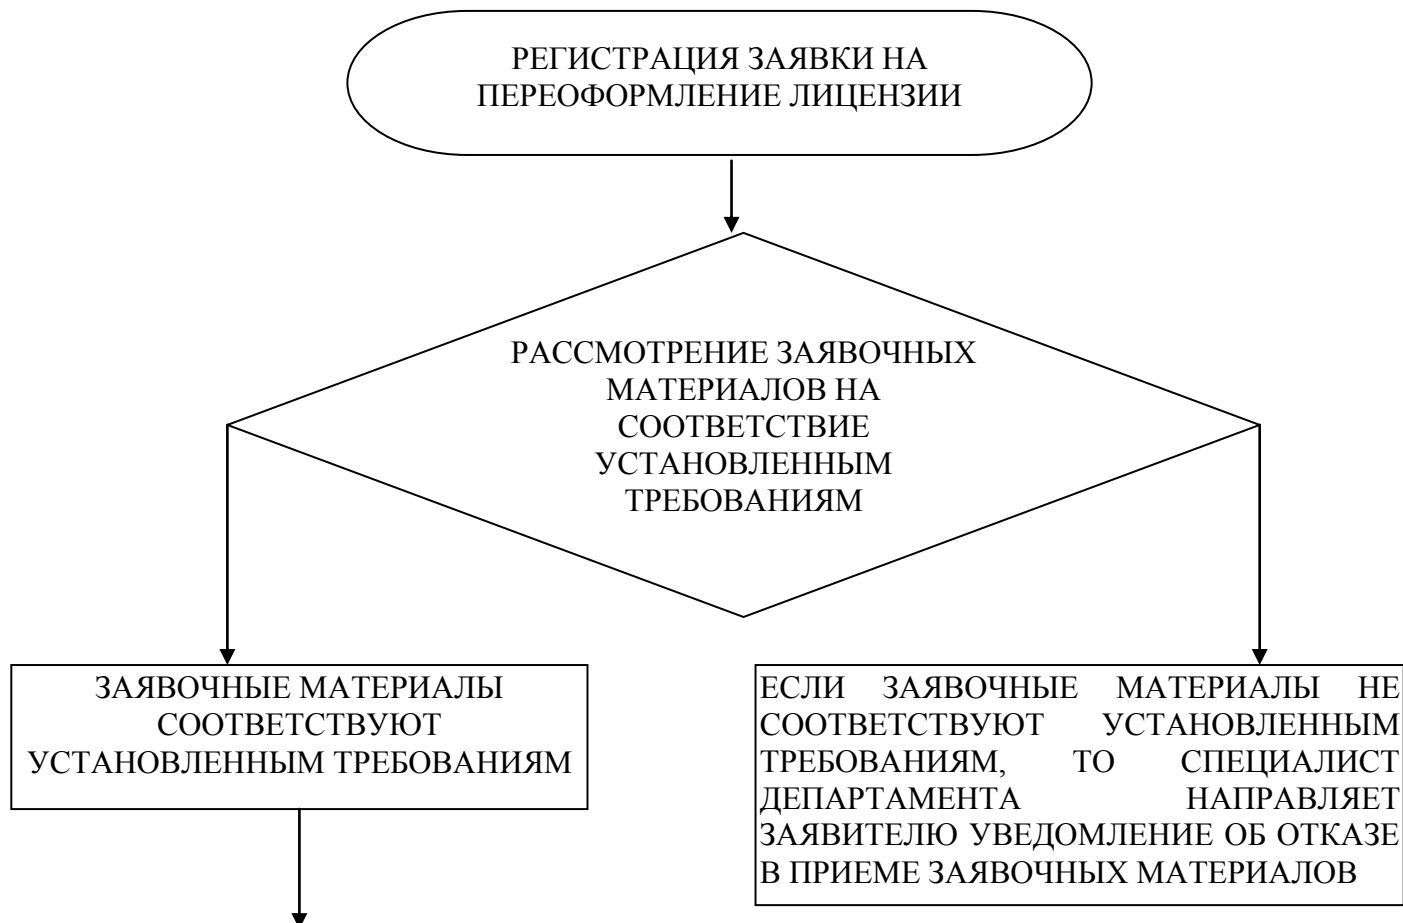 РЕГИСТРАЦИЯ ЗАЯВКИ НА
ПЕРЕОФОРМЛЕНИЕ ЛИЦЕНЗИИ
РАССМОТРЕНИЕ ЗАЯВОЧНЫХ
МАТЕРИАЛОВ НА
СООТВЕТСТВИЕ
УСТАНОВЛЕННЫМ
ТРЕБОВАНИЯМ
ЗАЯВОЧНЫЕ МАТЕРИАЛЫ
СООТВЕТСТВУЮТ
УСТАНОВЛЕННЫМ ТРЕБОВАНИЯМ
ЕСЛИ ЗАЯВОЧНЫЕ МАТЕРИАЛЫ НЕ
СООТВЕТСТВУЮТ УСТАНОВЛЕННЫМ
ТРЕБОВАНИЯМ, ТО СПЕЦИАЛИСТ
ДЕПАРТАМЕНТА НАПРАВЛЯЕТ
ЗАЯВИТЕЛЮ УВЕДОМЛЕНИЕ ОБ ОТКАЗЕ
В ПРИЕМЕ ЗАЯВОЧНЫХ МАТЕРИАЛОВ